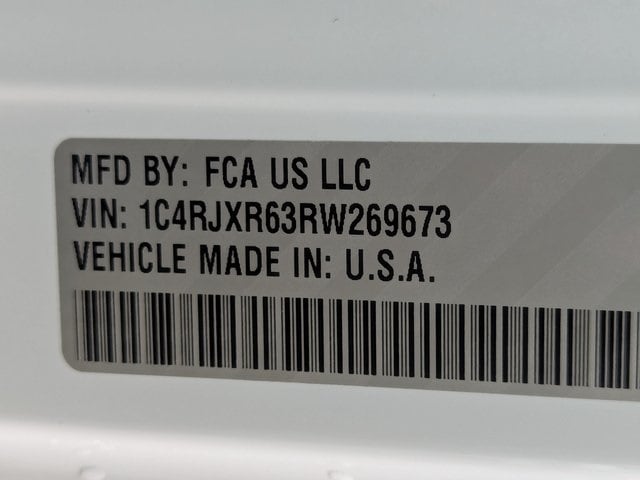 MFD BY: FCA US LLC
VIN: 1C4RJXR63RW269673
VEHICLE MADE IN: U.S.A.